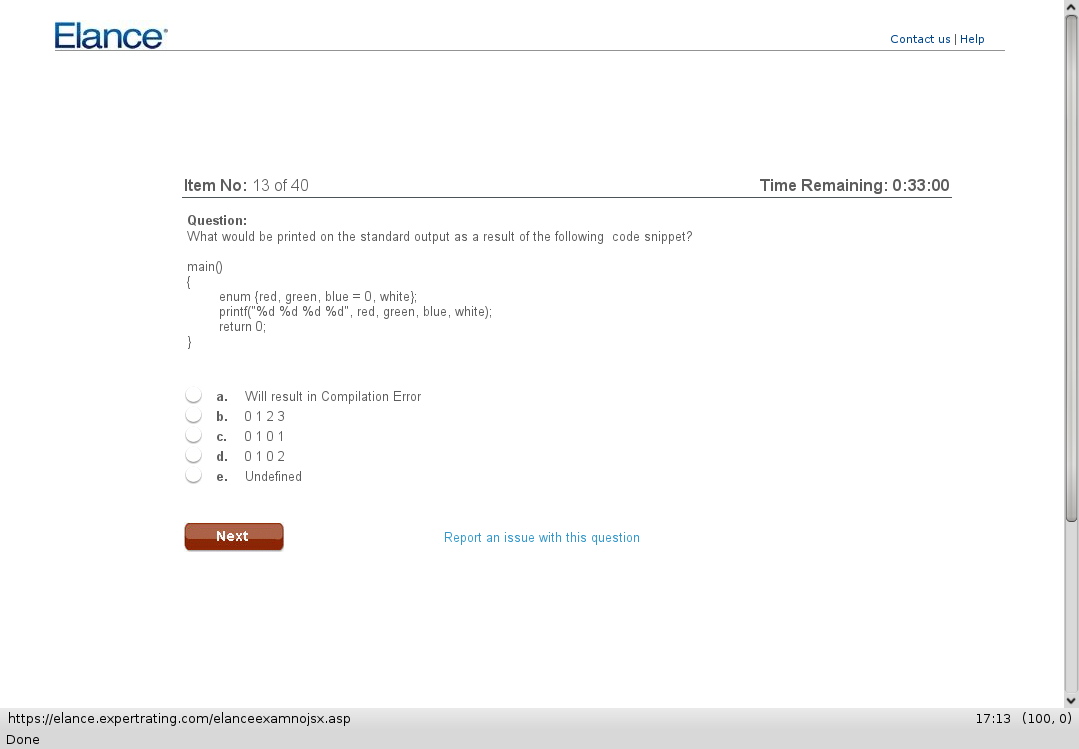 Elance
Contact us | Help
Item No: 13 of 40
Time Remaining: 0:33:00
Question:
What would be printed on the standard output as a result of the following  code snippet?
main()
{
enum {red, green, blue = 0, white};
printf("%d %d %d %d", red, green, blue, white);
return 0;
}
a. Will result in Compilation Error
b. 0 1 2 3
c. 0 1 0 1
d. 0 1 0 2
e. Undefined
Next
Report an issue with this question
https://elance.expertrating.com/elanceexamnojsx.asp
17:13 (100, 0)
Done